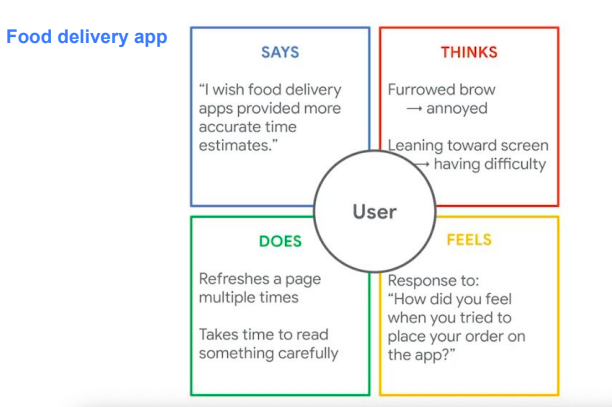 Food delivery app
SAYS
“I wish food delivery
apps provided more
accurate time
estimates.”
THINKS
Furrowed brow
→ annoyed
Leaning toward screen
→ having difficulty
User
DOES
Refreshes a page
multiple times
Takes time to read
something carefully
FEELS
Response to:
“How did you feel
when you tried to
place your order on
the app?”